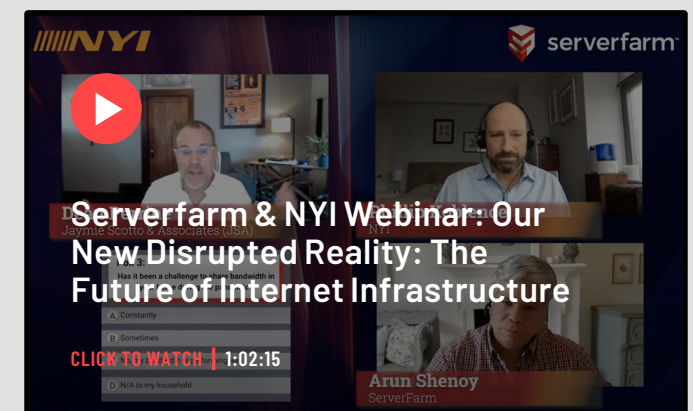 NYI
serverfarm
Serverfarm & NYI Webinar: Our
New Disrupted Reality: The
Future of Internet Infrastructure
Jaymie Scotto & Associates (JSA)
NYI
Has it been a challenge to share bandwidth in
A Constantly
B Sometimes
CLICK TO WATCH | 1:02:15
D N/A to my household
Arun Shenoy
ServerFarm